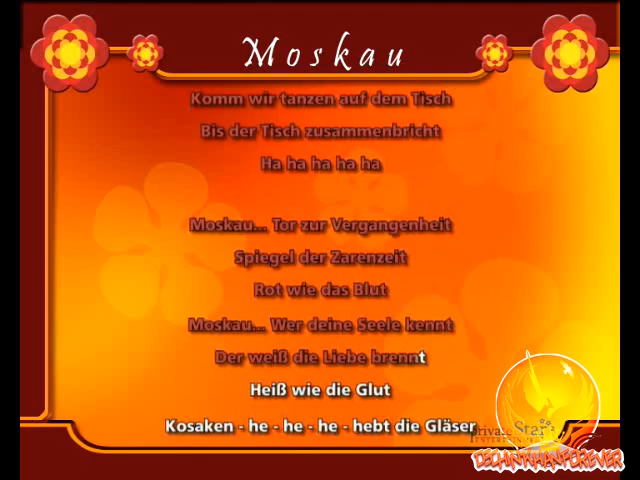 Moskau
Komm wir tanzen auf dem Tisch
Bis der Tisch zusammenbricht
Ha ha ha ha ha
Moskau... Tor zur Vergangenheit
Spiegel der Zarenzeit
Rot wie das Blut
Moskau... Wer deine Seele kennt
Der weiß die Liebe brennt
Heiß wie die Glut
Kosaken - he - he - he - hebt die Gläser
Private Star